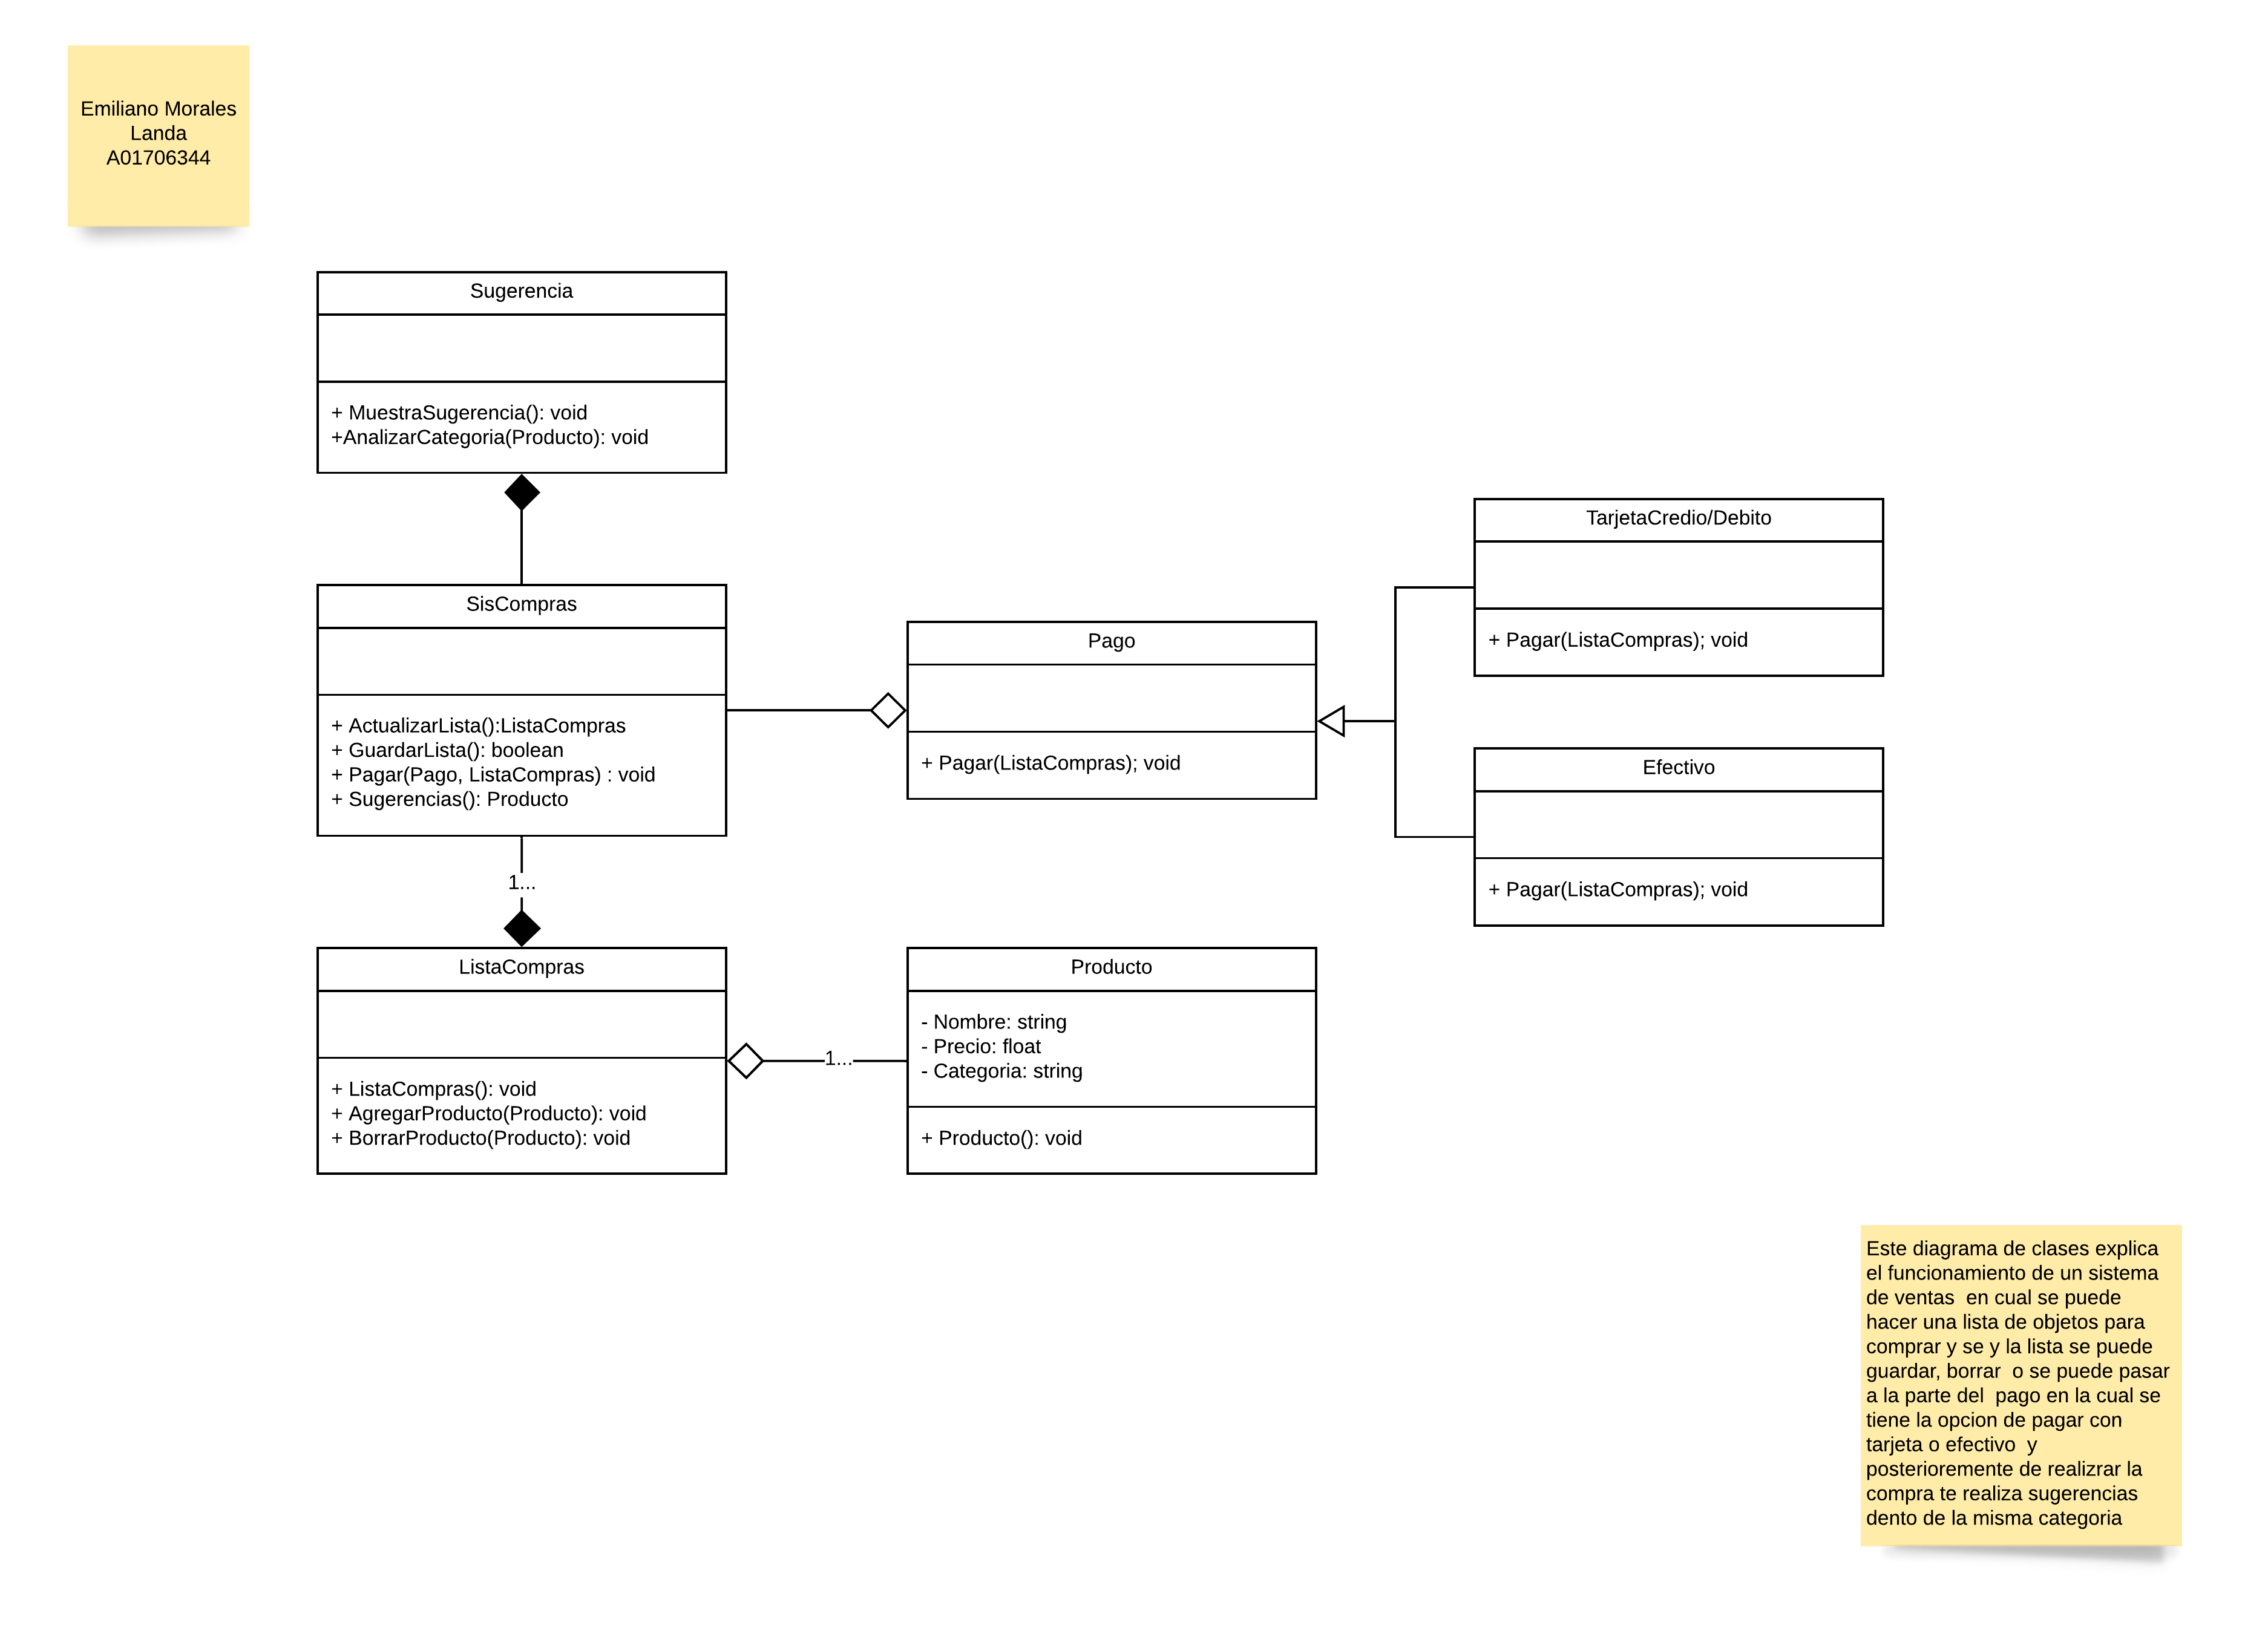 Emiliano Morales
Landa
A01706344
Sugerencia
+ MuestraSugerencia(): void
+AnalizarCategoria(Producto): void
SisCompras
+ ActualizarLista():ListaCompras
+ GuardarLista(): boolean
+ Pagar(Pago, ListaCompras) : void
+ Sugerencias(): Producto
Pago
+ Pagar(ListaCompras); void
TarjetaCredio/Debito
+ Pagar(ListaCompras); void
Efectivo
+ Pagar(ListaCompras); void
1...
ListaCompras
+ ListaCompras(): void
+ AgregarProducto(Producto): void
+ BorrarProducto(Producto): void
1...
Producto
- Nombre: string
- Precio: float
- Categoria: string
+ Producto(): void
Este diagrama de clases explica
el funcionamiento de un sistema
de ventas  en cual se puede
hacer una lista de objetos para
comprar y se y la lista se puede
guardar, borrar  o se puede pasar
a la parte del  pago en la cual se
tiene la opcion de pagar con
tarjeta o efectivo  y
posterioremente de realizrar la
compra te realiza sugerencias
dento de la misma categoria